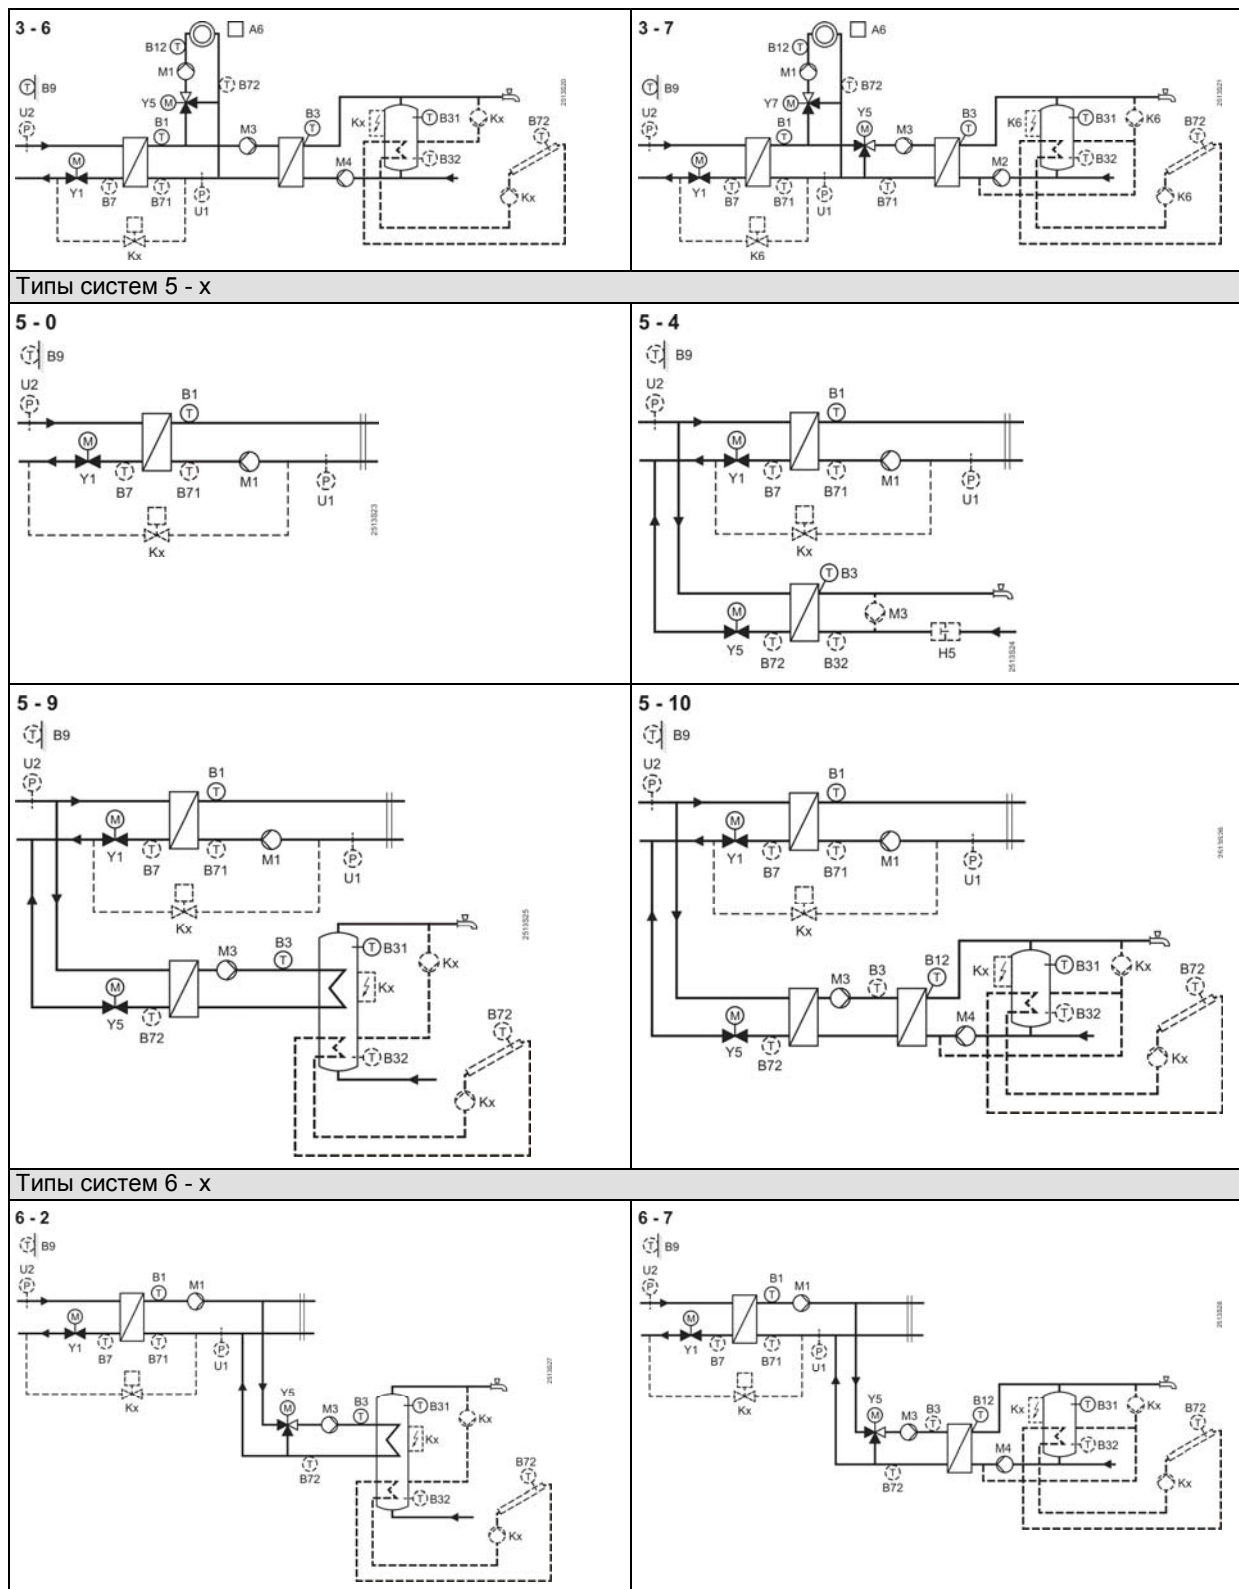 3 - 6
A6
B12 T
M1
T B9
T B72
U2
P
Y5 M
B1
T
M3
B3
T
Kx
T B31
Kx
B72
T
M
Y1
T
B7
T
B71
P
U1
M4
T B32
Kx
Kx
2513S20
3 - 7
A6
B12 T
M1
T B9
T B72
U2
P
Y7 M
B1
T
Y5
M
M3
B3
T
K6
T B31
K6
B72
T
M
Y1
T
B7
T
B71
P
U1
T
B71
M2
T B32
K6
K6
2513S21
Типы систем 5 - x
5 - 0
T B9
U2
P
B1
T
M
Y1
T
B7
T
B71
M1
P
U1
Kx
2513S23
5 - 4
T B9
U2
P
B1
T
M
Y1
T
B7
T
B71
M1
P
U1
Kx
T B3
M
Y5
T
B72
T
B32
M3
H5
2513S24
5 - 9
T B9
U2
P
B1
T
M
Y1
T
B7
T
B71
M1
P
U1
Kx
M3
B3
T
T B31
Kx
Kx
M
Y5
T
B72
T B32
B72
T
Kx
2513S25
5 - 10
T B9
U2
P
B1
T
M
Y1
T
B7
T
B71
M1
P
U1
Kx
M3
B3
T
B12
T
Kx
T B31
Kx
B72
T
M
Y5
T
B72
M4
T B32
Kx
Типы систем 6 - x
6 - 2
T B9
U2
P
B1
T
M1
M
Y1
T
B7
T
B71
P
U1
Kx
Y5
M
M3
B3
T
T B31
Kx
Kx
T
B72
T B32
B72
T
Kx
2513S27
6 - 7
T B9
U2
P
B1
T
M1
M
Y1
T
B7
T
B71
P
U1
Kx
Y5
M
M3
B3
T
B12
T
Kx
T B31
Kx
B72
T
T
B72
M4
T B32
Kx
2513S28